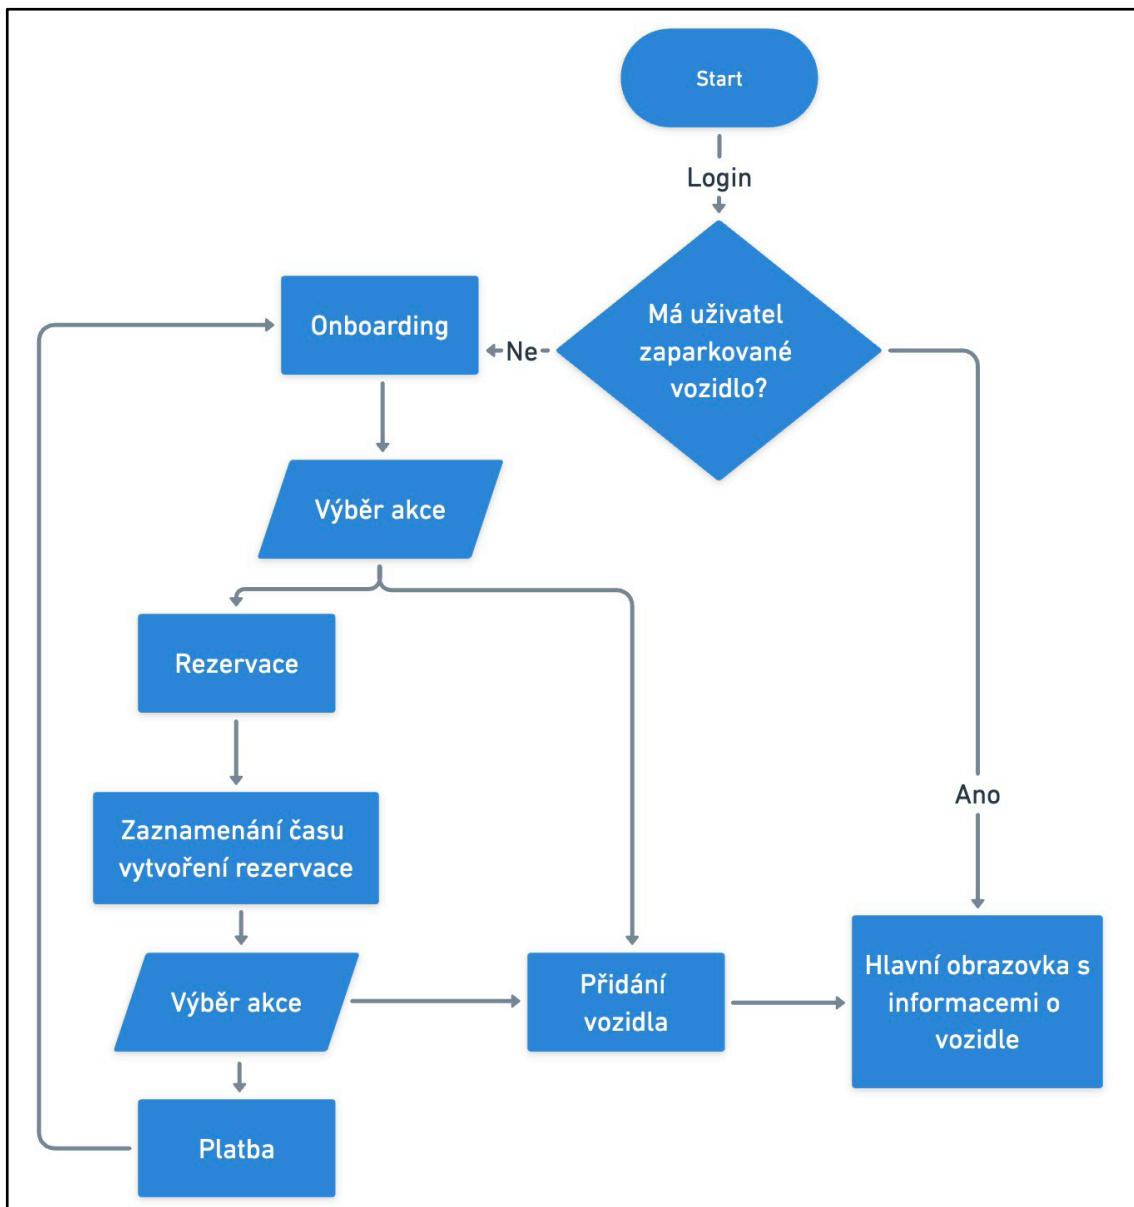 Start
Login
Má uživatel
zaparkované
vozidlo?
Ne
Onboarding
Výběr akce
Rezervace
Zaznamenání času
vytvoření rezervace
Ano
Výběr akce
Přidání
vozidla
Hlavní obrazovka s
informacemi o
vozidle
Platba